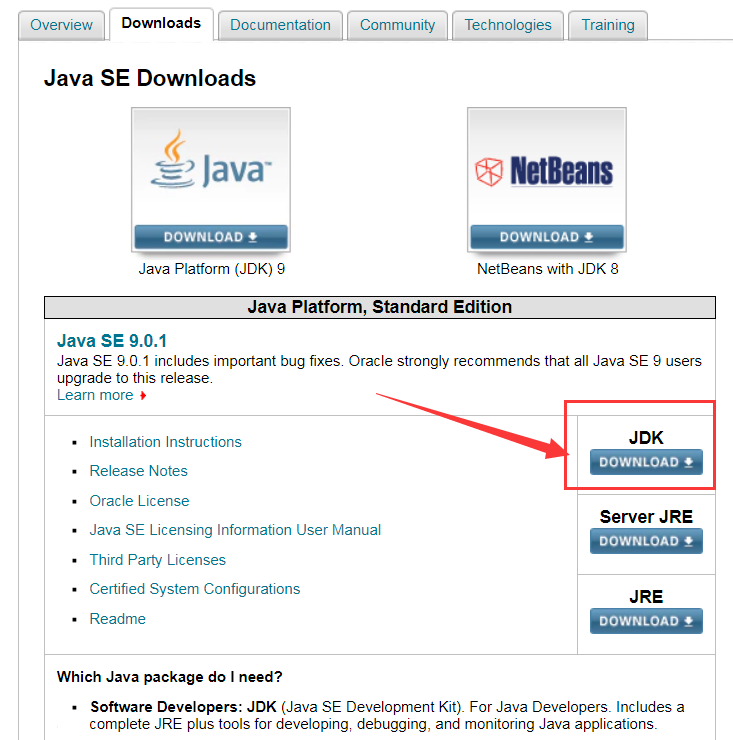 Overview Downloads Documentation Community Technologies Training
Java SE Downloads
Java™ NetBeans
DOWNLOAD DOWNLOAD
Java Platform (JDK) 9 NetBeans with JDK 8
Java Platform, Standard Edition
Java SE 9.0.1
Java SE 9.0.1 includes important bug fixes. Oracle strongly recommends that all Java SE 9 users
upgrade to this release.
Learn more
Installation Instructions
Release Notes
Oracle License
Java SE Licensing Information User Manual
Third Party Licenses
Certified System Configurations
Readme
JDK
DOWNLOAD
Server JRE
DOWNLOAD
JRE
DOWNLOAD
Which Java package do I need?
Software Developers: JDK (Java SE Development Kit). For Java Developers. Includes a
complete JRE plus tools for developing, debugging, and monitoring Java applications.